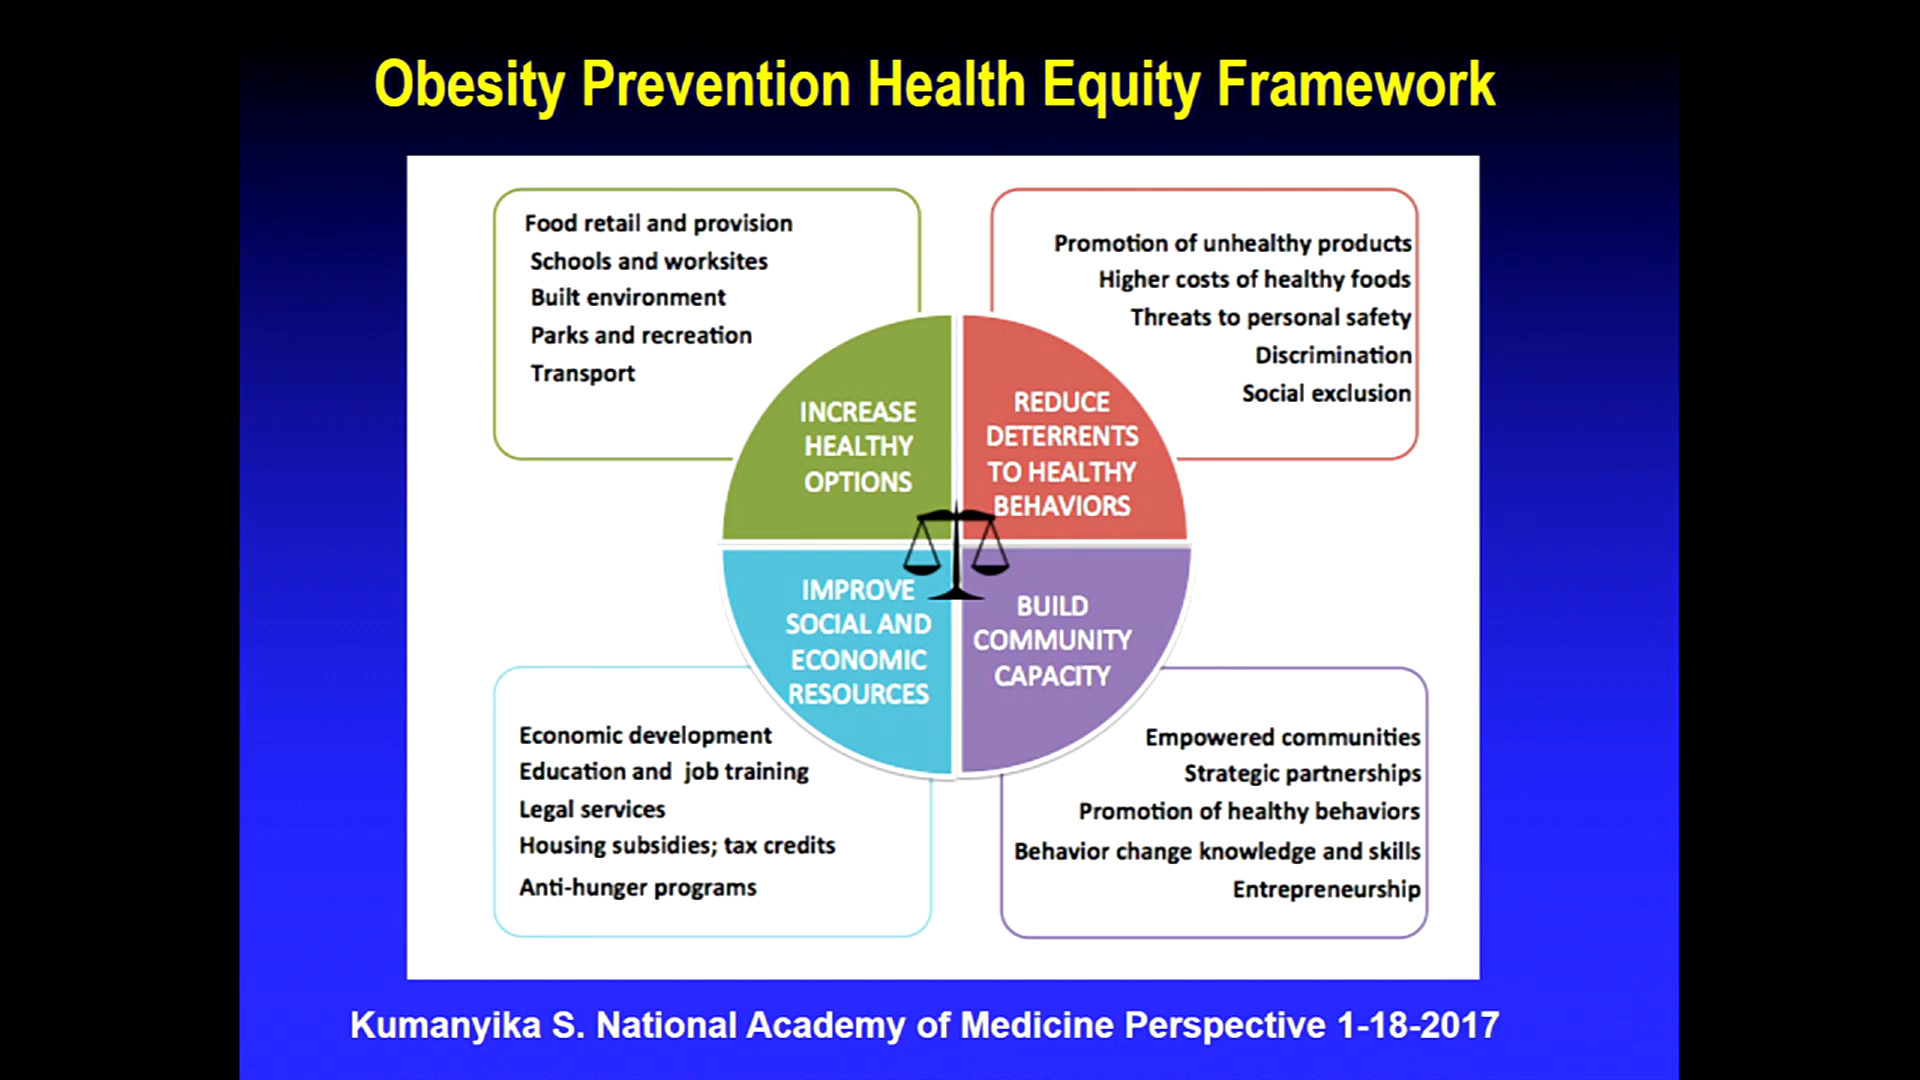 Obesity Prevention Health Equity Framework
Food retail and provision
Schools and worksites
Built environment
Parks and recreation
Transport
Promotion of unhealthy products
Higher costs of healthy foods
Threats to personal safety
Discrimination
Social exclusion
INCREASE
HEALTHY
OPTIONS
REDUCE
DETERRENTS
TO HEALTHY
BEHAVIORS
IMPROVE
SOCIAL AND
ECONOMIC
RESOURCES
BUILD
COMMUNITY
CAPACITY
Economic development
Education and job training
Legal services
Housing subsidies; tax credits
Anti-hunger programs
Empowered communities
Strategic partnerships
Promotion of healthy behaviors
Behavior change knowledge and skills
Entrepreneurship
Kumanyika S. National Academy of Medicine Perspective 1-18-2017